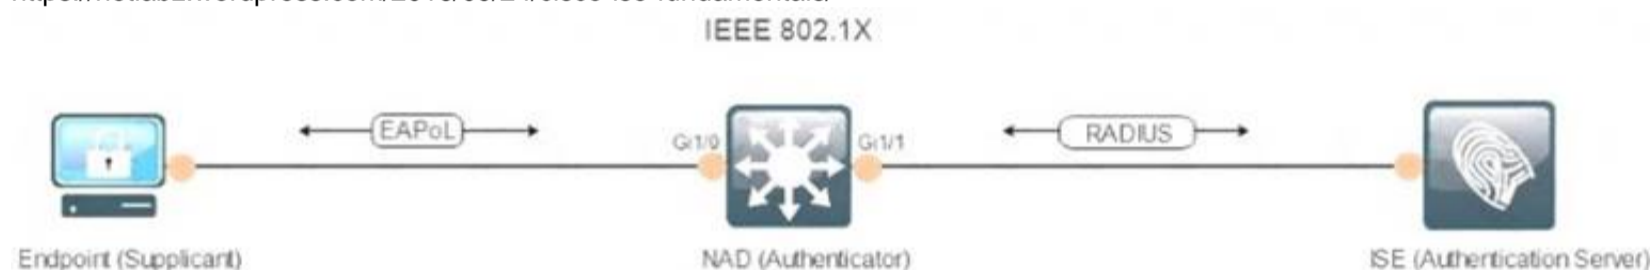 IEEE 802.1X
EAPoL
RADIUS
Gi1/0
Gi1/1
Endpoint (Supplicant)
NAD (Authenticator)
ISE (Authentication Server)